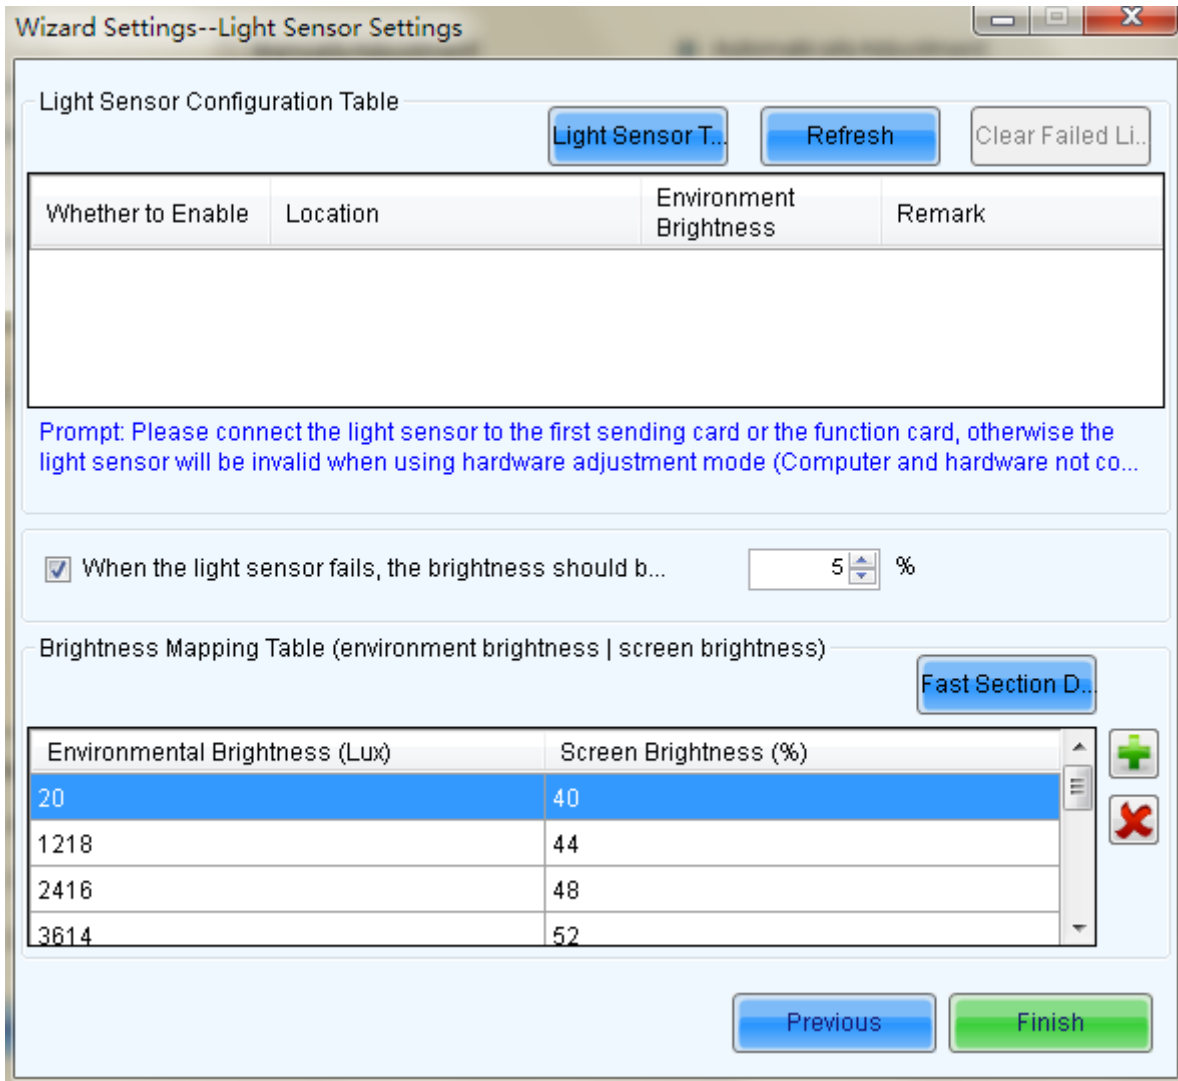 Wizard Settings--Light Sensor Settings
Light Sensor Configuration Table
Light Sensor T... Refresh Clear Failed Li...
Whether to Enable Location Environment Brightness Remark
Prompt: Please connect the light sensor to the first sending card or the function card, otherwise the
light sensor will be invalid when using hardware adjustment mode (Computer and hardware not co...
When the light sensor fails, the brightness should b... 5 %
Brightness Mapping Table (environment brightness | screen brightness)
Fast Section D...
Environmental Brightness (Lux) Screen Brightness (%)
20 40
1218 44
2416 48
3614 52
Previous Finish